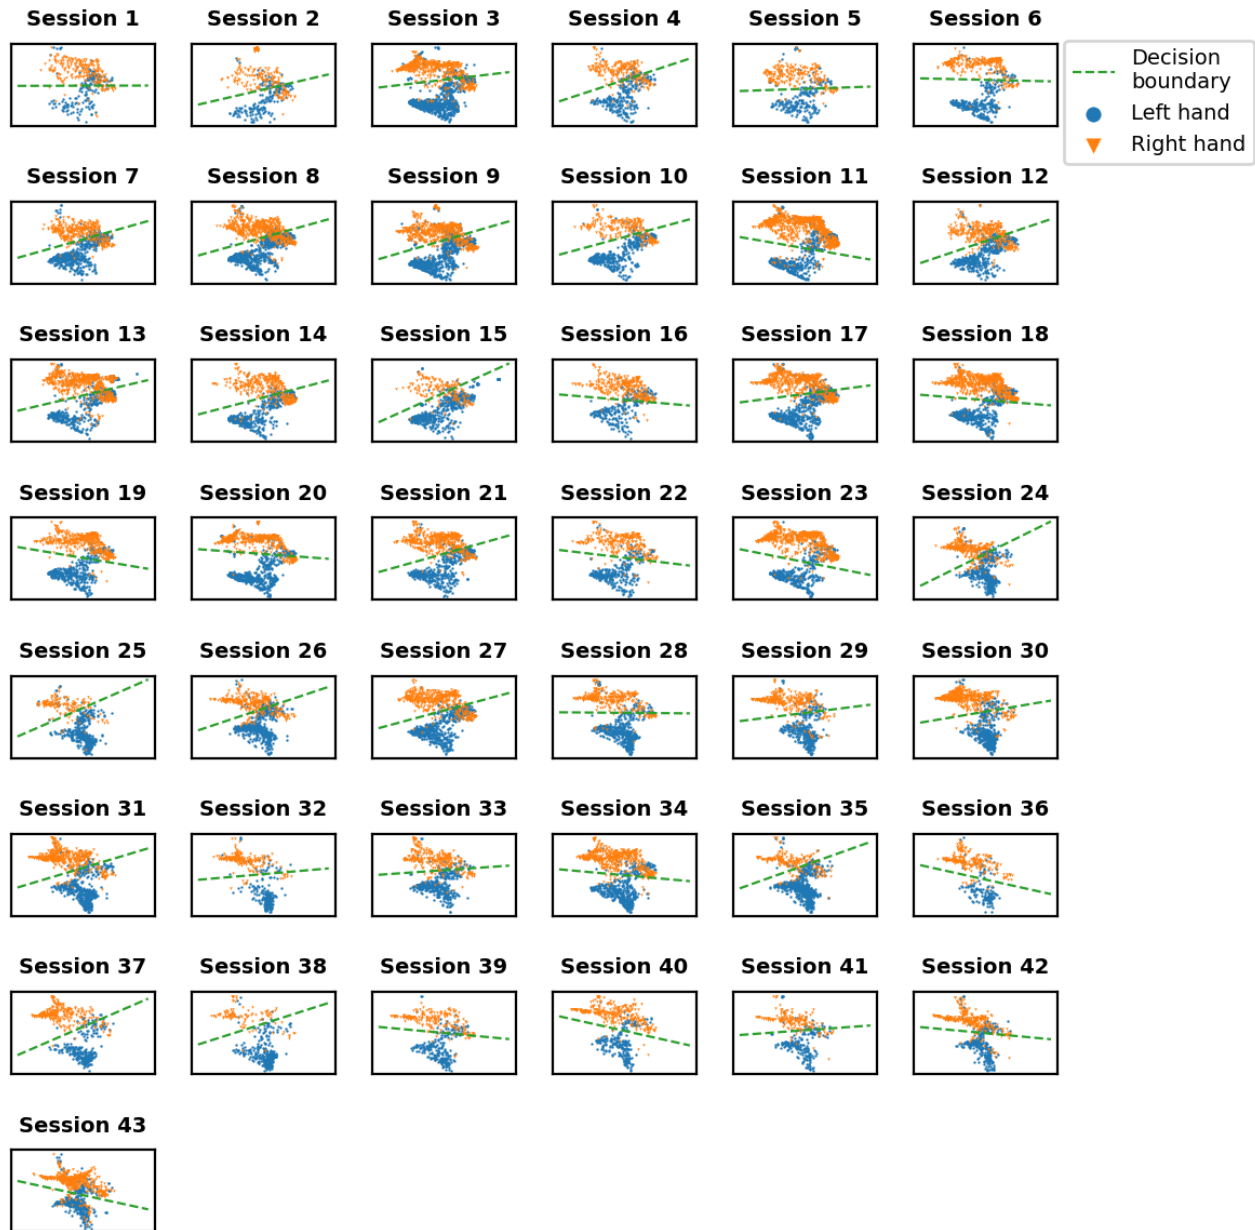 Session 1
Session 2
Session 3
Session 4
Session 5
Session 6
Decision
boundary
Left hand
Right hand
Session 7
Session 8
Session 9
Session 10
Session 11
Session 12
Session 13
Session 14
Session 15
Session 16
Session 17
Session 18
Session 19
Session 20
Session 21
Session 22
Session 23
Session 24
Session 25
Session 26
Session 27
Session 28
Session 29
Session 30
Session 31
Session 32
Session 33
Session 34
Session 35
Session 36
Session 37
Session 38
Session 39
Session 40
Session 41
Session 42
Session 43